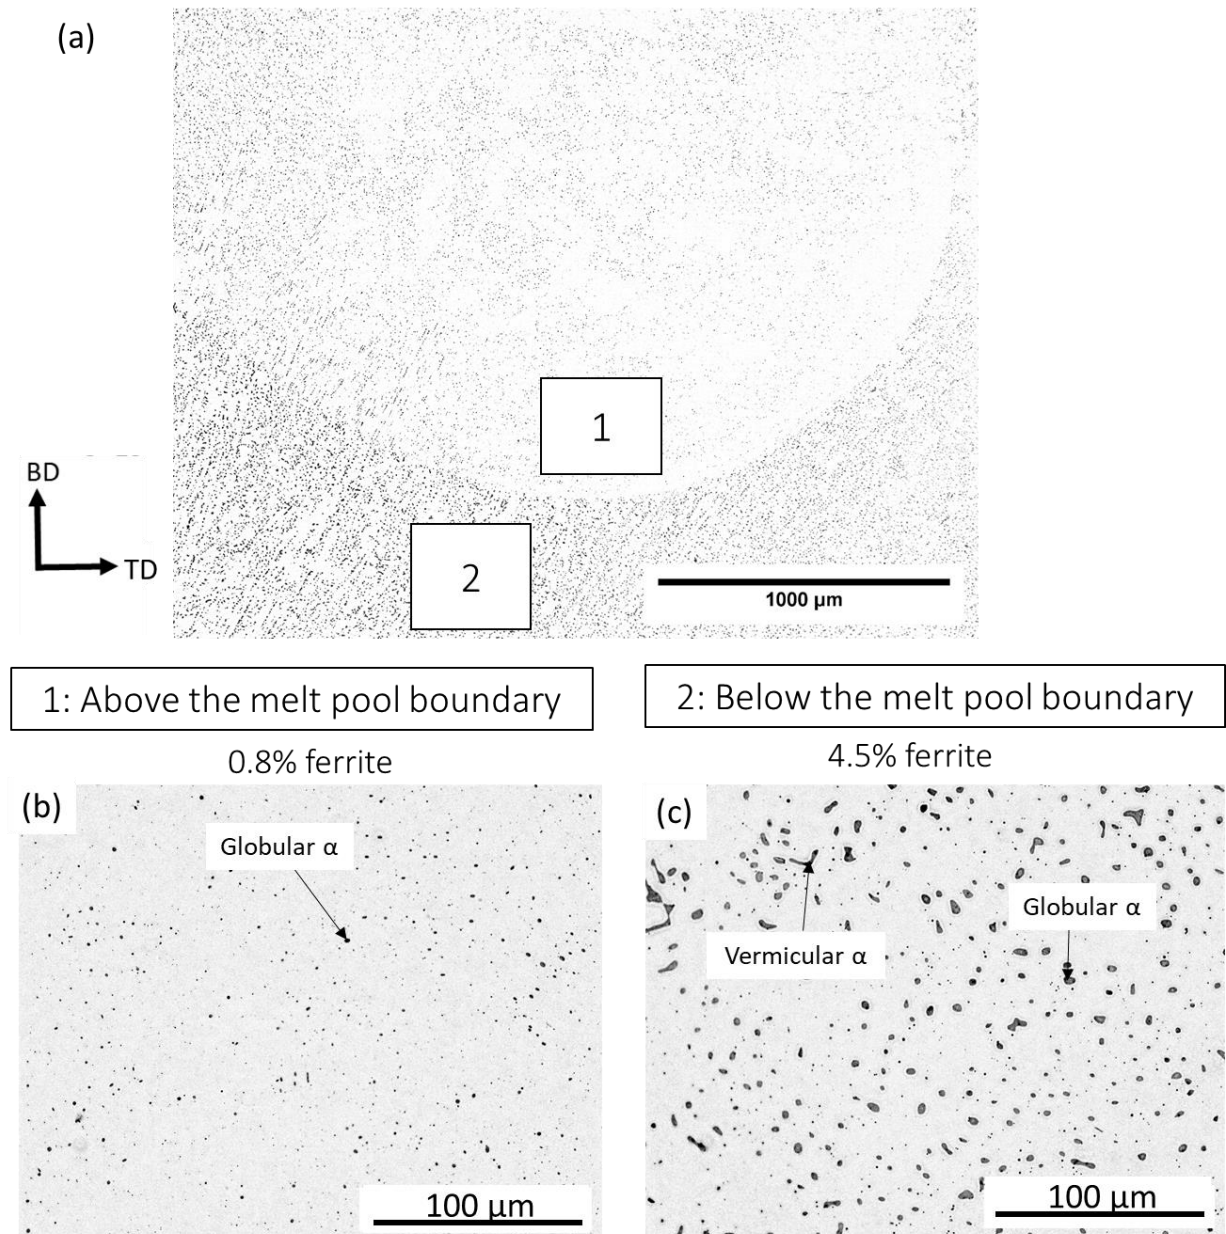 (a)
1
2
BD
TD
1000 µm
1: Above the melt pool boundary
2: Below the melt pool boundary
0.8% ferrite
4.5% ferrite
(b)
Globular α
100 µm
(c)
Vermicular α
Globular α
100 µm